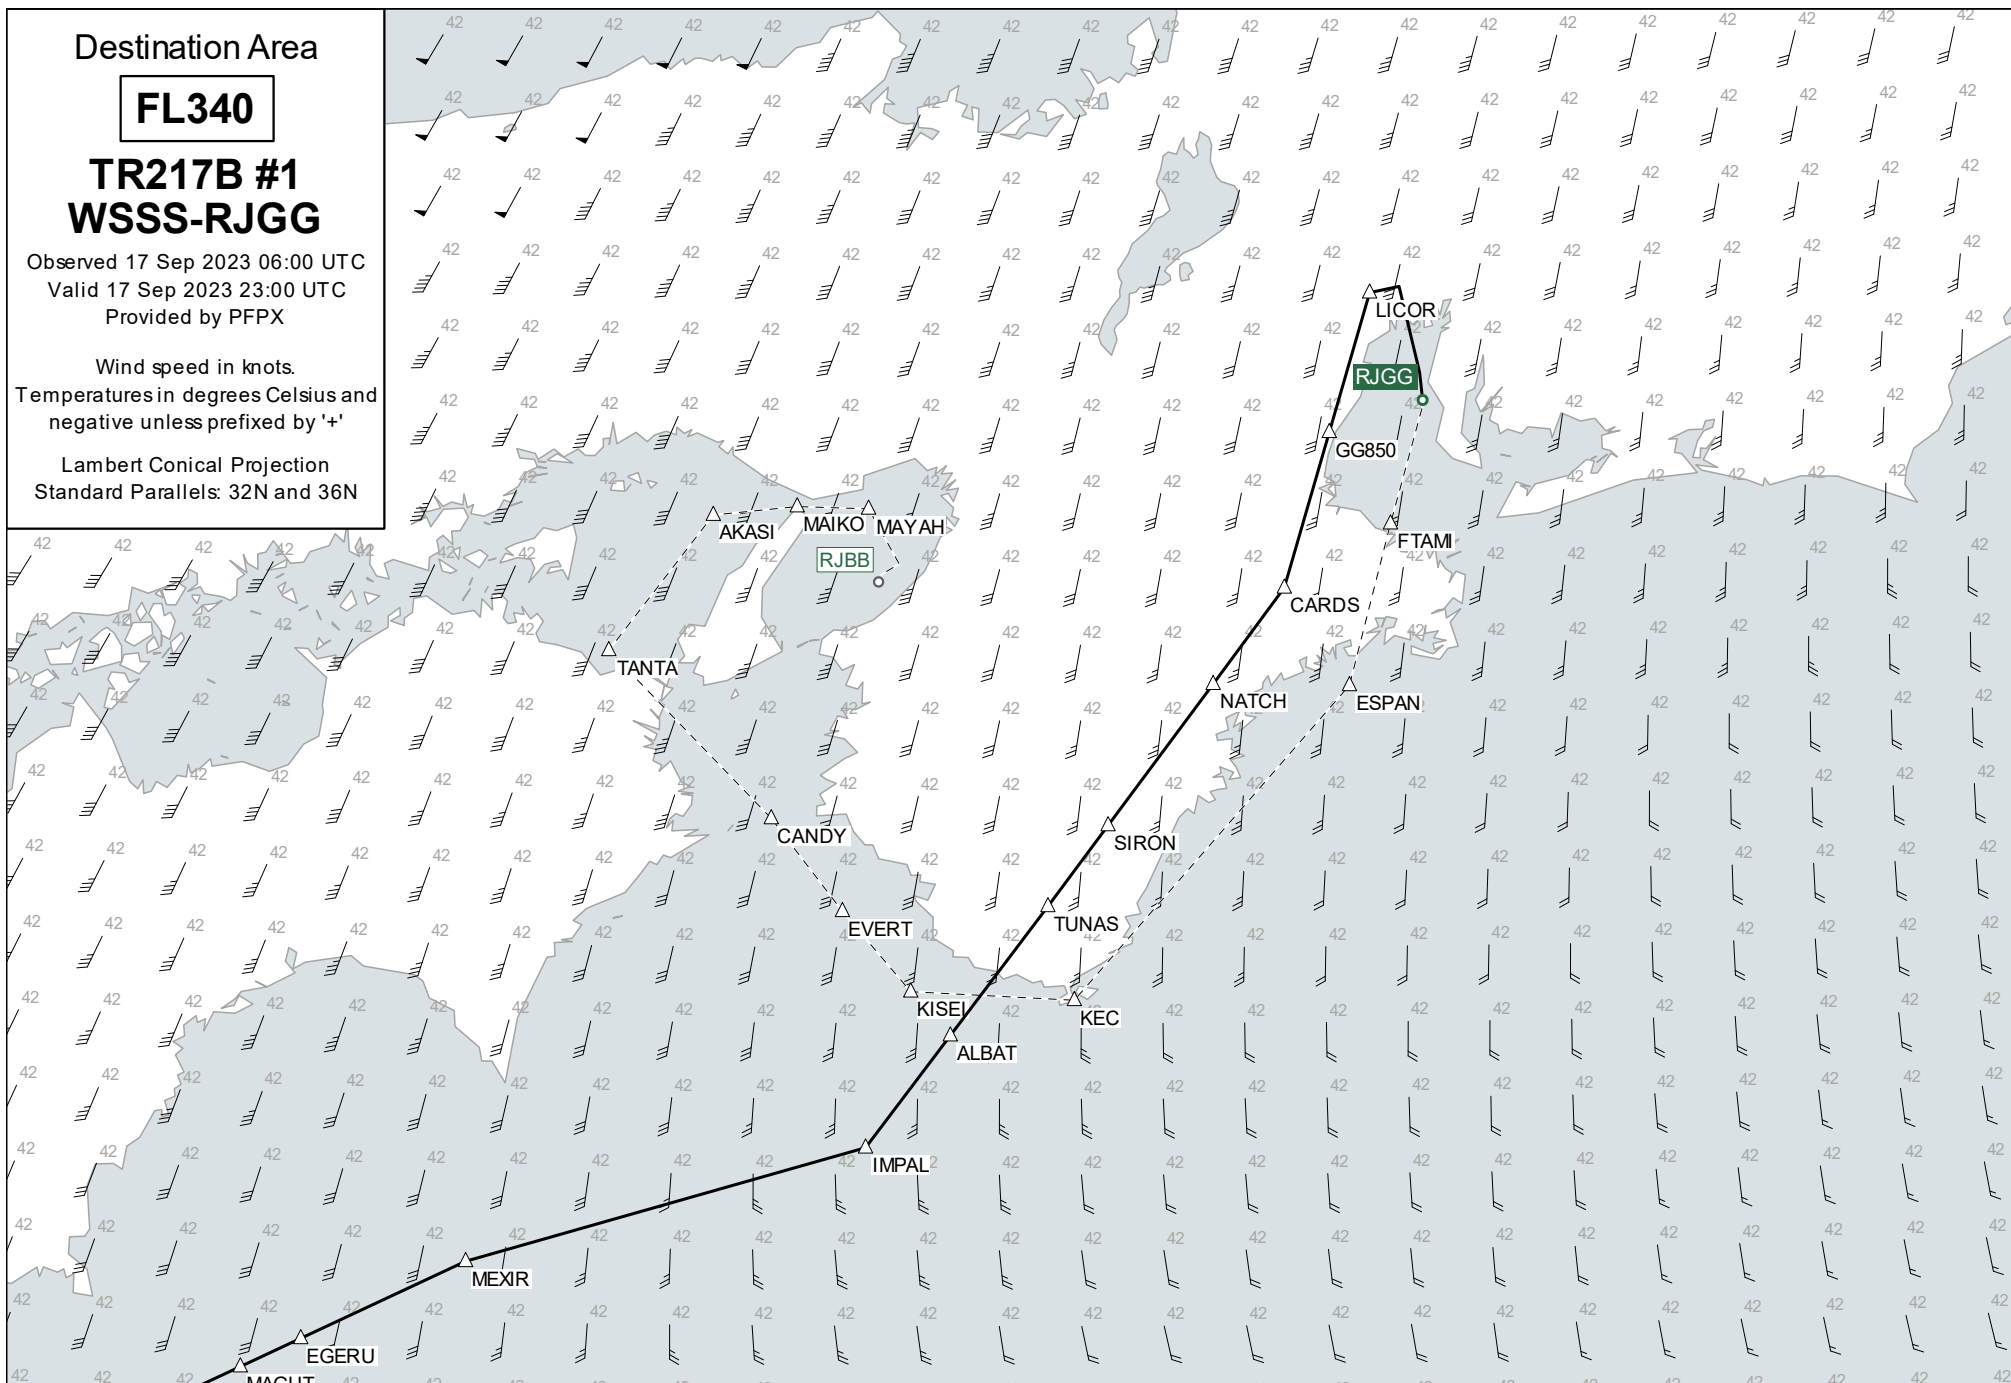 Destination Area
FL340
TR217B #1
WSSS-RJGG
Observed 17 Sep 2023 06:00 UTC
Valid 17 Sep 2023 23:00 UTC
Provided by PFPX
Wind speed in knots.
Temperatures in degrees Celsius and
negative unless prefixed by '+'
Lambert Conical Projection
Standard Parallels: 32N and 36N
42
LICOR
RJGG
GG850
AKASI
MAIKO
MAYAH
FTAMI
RJBB
CARDS
TANTA
NATCH
ESPAN
CANDY
SIRON
EVERT
TUNAS
KISEI
KEC
ALBAT
IMPAL
MEXIR
EGERU